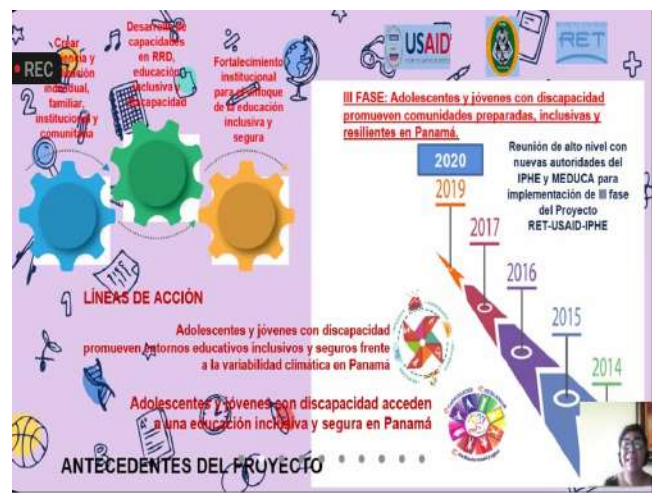 REC
Crear
individual,
familiar,
institucional y
comunitaria
Desarrollo de
capacidades
en RRD,
educación
inclusiva y
discapacidad
Fortalecimiento
institucional
para el enfoque
de la educación
inclusiva y
segura
USAID
RET
III FASE: Adolescentes y jóvenes con discapacidad
promueven comunidades preparadas, inclusivas y
resilientes en Panamá.
2020
Reunión de alto nivel con
nuevas autoridades del
IPHE y MEDUCA para
implementación de III fase
del Proyecto
RET-USAID-IPHE
2019
2017
2016
2015
2014
LÍNEAS DE ACCIÓN
Adolescentes y jóvenes con discapacidad
promueven entornos educativos inclusivos y seguros frente
a la variabilidad climática en Panamá
Adolescentes y jóvenes con discapacidad acceden
a una educación inclusiva y segura en Panamá
ANTECEDENTES DEL PROYECTO